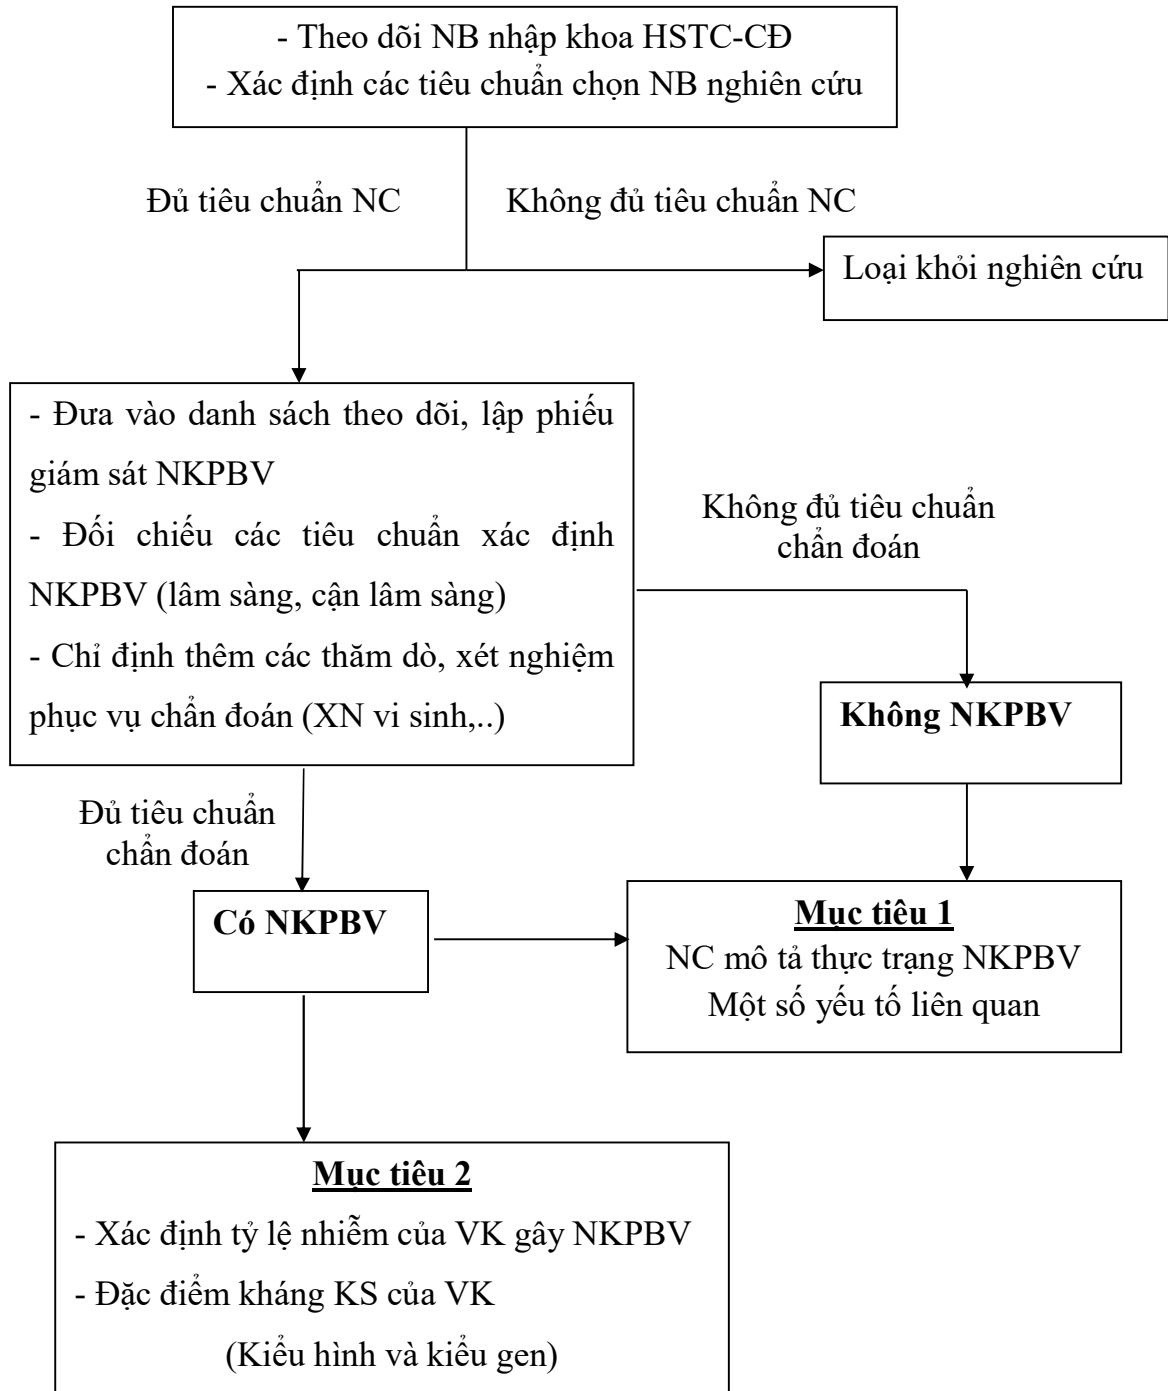 - Theo dõi NB nhập khoa HSTC-CĐ
- Xác định các tiêu chuẩn chọn NB nghiên cứu
Đủ tiêu chuẩn NC
Không đủ tiêu chuẩn NC
Loại khỏi nghiên cứu
- Đưa vào danh sách theo dõi, lập phiếu
giám sát NKPBV
- Đối chiếu các tiêu chuẩn xác định
NKPBV (lâm sàng, cận lâm sàng)
- Chỉ định thêm các thăm dò, xét nghiệm
phục vụ chẩn đoán (XN vi sinh,..)
Không đủ tiêu chuẩn
chẩn đoán
Không NKPBV
Đủ tiêu chuẩn
chẩn đoán
Có NKPBV
Mục tiêu 1
NC mô tả thực trạng NKPBV
Một số yếu tố liên quan
Mục tiêu 2
- Xác định tỷ lệ nhiễm của VK gây NKPBV
- Đặc điểm kháng KS của VK
(Kiểu hình và kiểu gen)